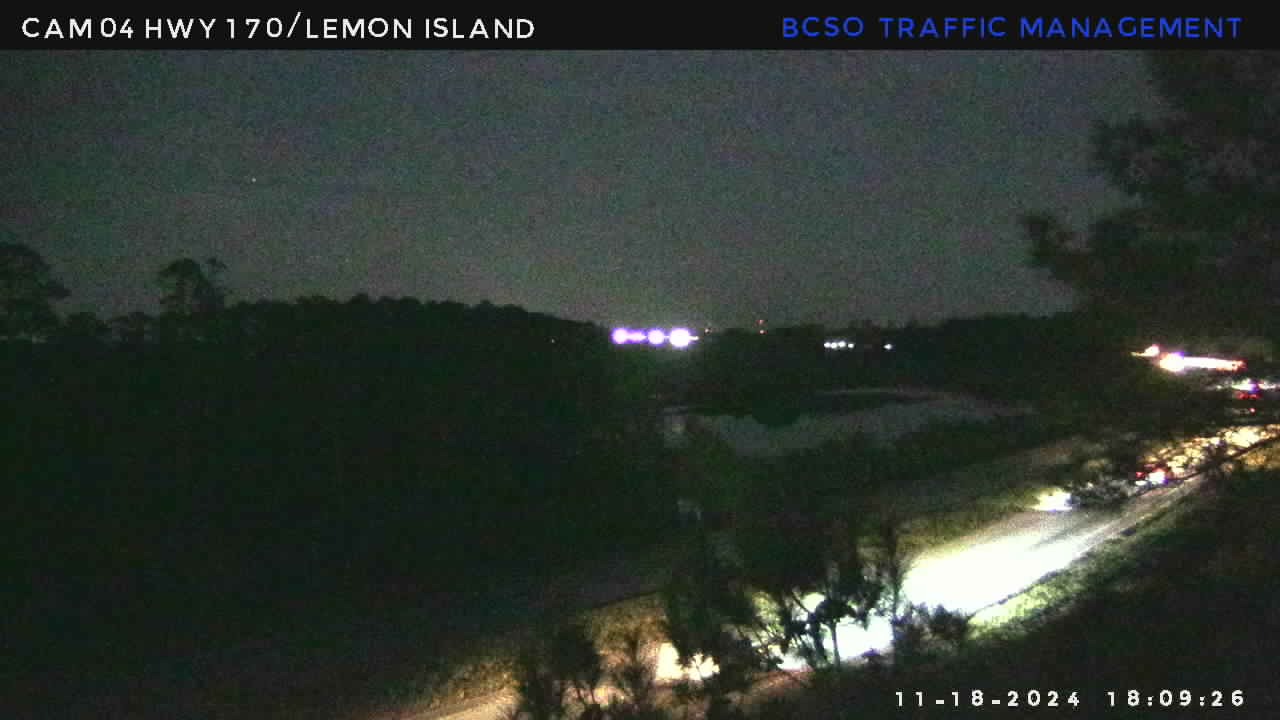 CAM04 HWY 170/LEMON ISLAND
BCSO TRAFFIC MANAGEMENT
11-18-2024 18:09:26